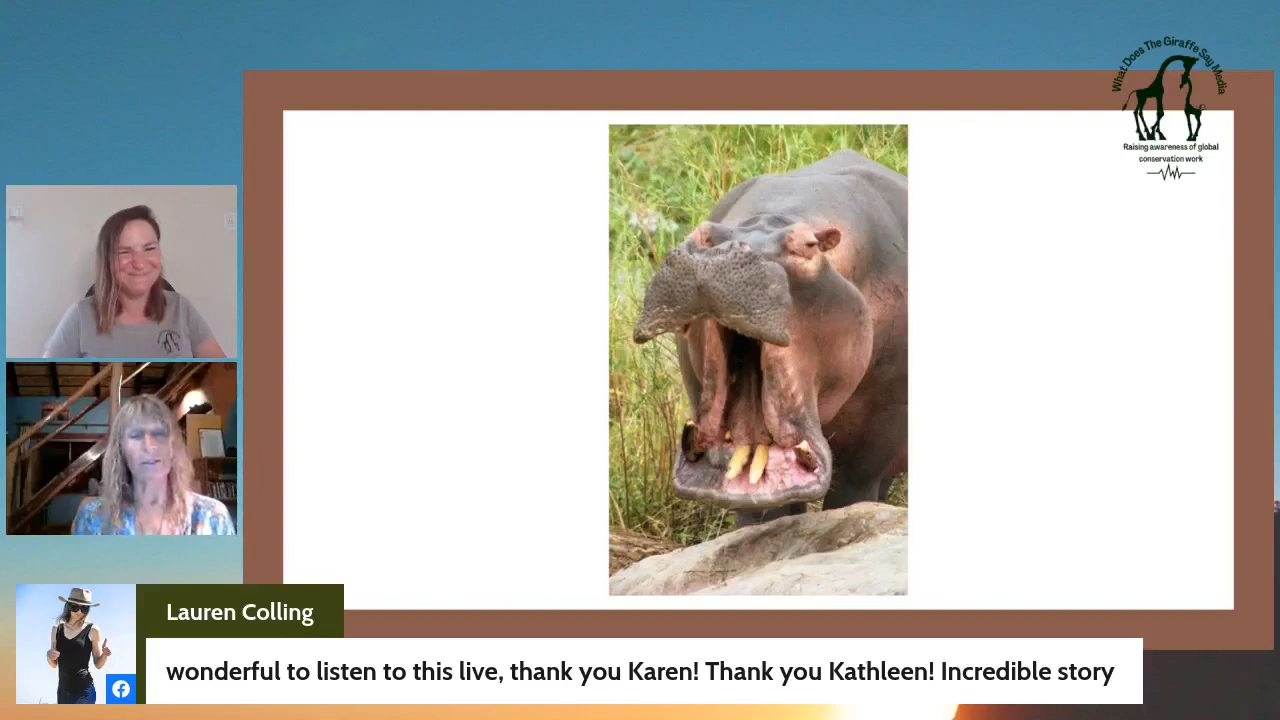 What Does The Giraffe Say Media
Raising awareness of global
conservation work
Lauren Colling
wonderful to listen to this live, thank you Karen! Thank you Kathleen! Incredible story